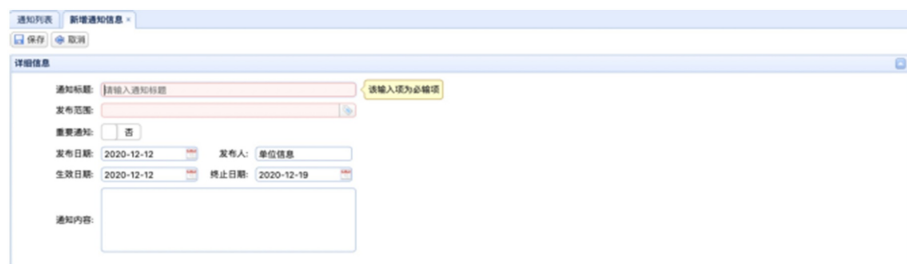 通知列表 新增通知信息 ×
保存 取消
详细信息
通知标题: 请输入通知标题 该输入项为必输项
发布范围:
重要通知: 否
发布日期: 2020-12-12 发布人: 单位信息
生效日期: 2020-12-12 终止日期: 2020-12-19
通知内容: